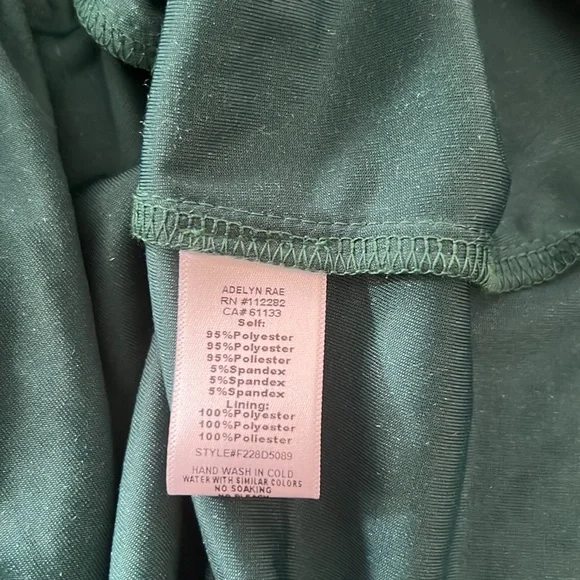 ADELYN RAE
RN #112282
CA# 61133
Self:
95%Polyester
95%Polyester
95%Poliester
5%Spandex
5%Spandex
5%Spandex
Lining:
100%Polyester
100%Polyester
100%Poliester
STYLE#F228D5089
HAND WASH IN COLD
WATER WITH SIMILAR COLORS
NO SOAKING
NO BLEACH